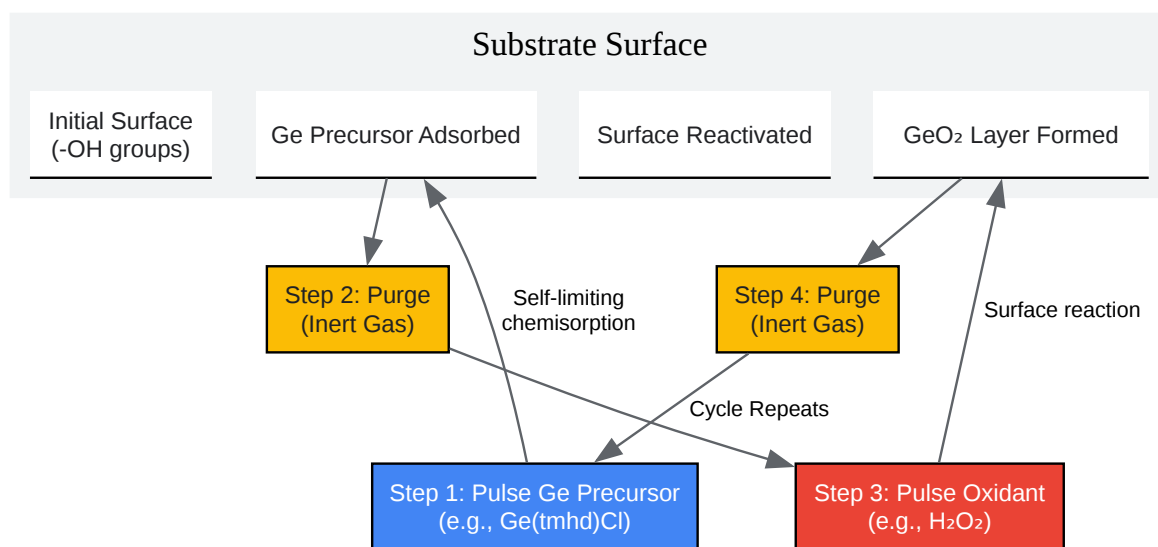 Substrate Surface
Initial Surface
(-OH groups)
Ge Precursor Adsorbed
Surface Reactivated
GeO₂ Layer Formed
Step 2: Purge
(Inert Gas)
Self-limiting
chemisorption
Step 4: Purge
(Inert Gas)
Surface reaction
Cycle Repeats
Step 1: Pulse Ge Precursor
(e.g., Ge(tmhd)Cl)
Step 3: Pulse Oxidant
(e.g., H₂O₂)